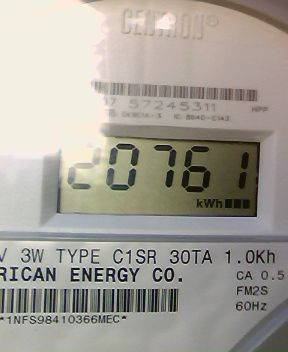 CENTRON®
17 57245311
20761
kWh
V 3W TYPE C1SR 30TA 1.0Kh
RICAN ENERGY CO.
CA 0.5
FM2S
60Hz
*1NFS98410366MEC*